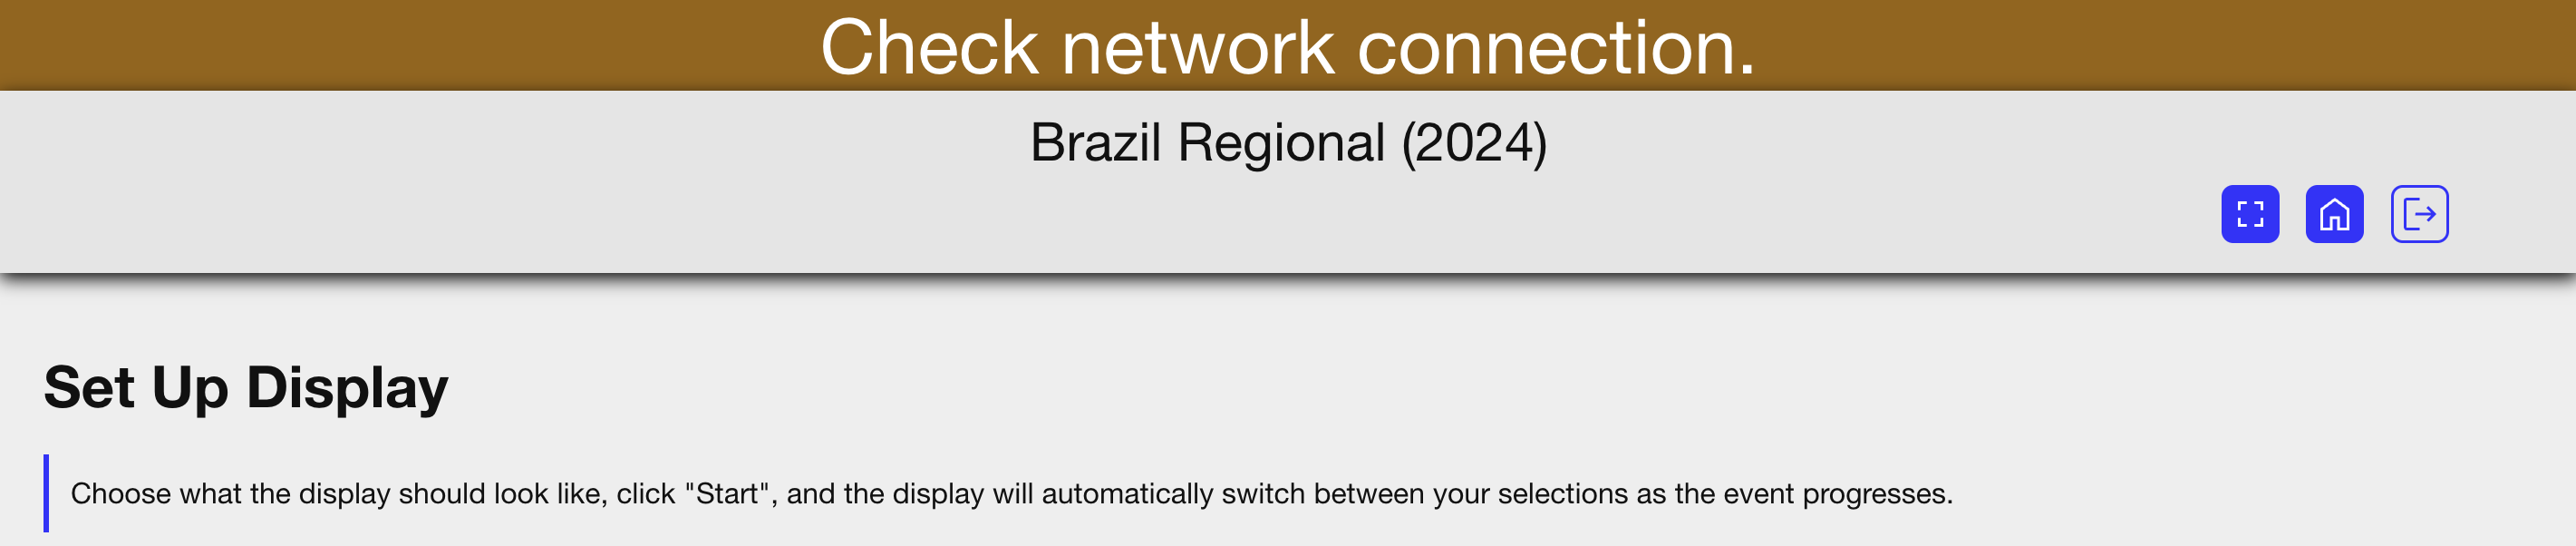 Check network connection.
Brazil Regional (2024)
Set Up Display
Choose what the display should look like, click "Start", and the display will automatically switch between your selections as the event progresses.